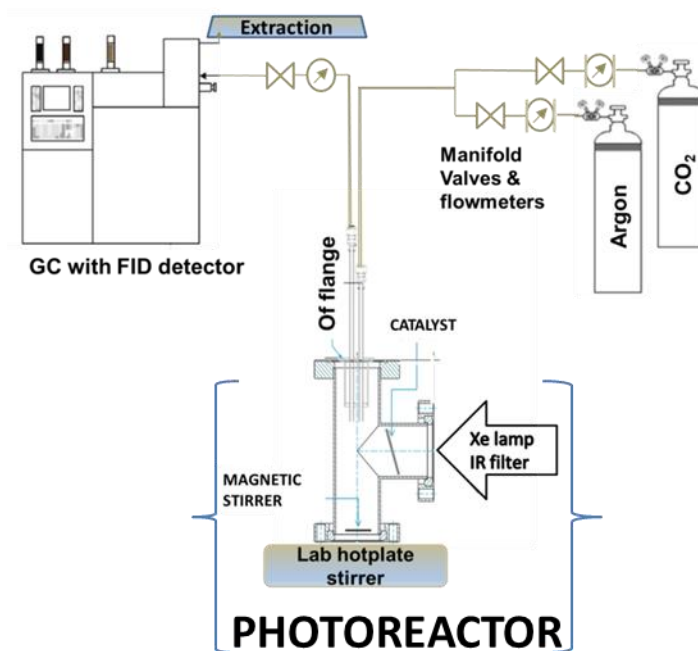 Extraction
Manifold
Valves &
flowmeters
Argon
CO₂
GC with FID detector
Of flange
CATALYST
Xe lamp
IR filter
MAGNETIC
STIRRER
Lab hotplate
stirrer
PHOTOREACTOR